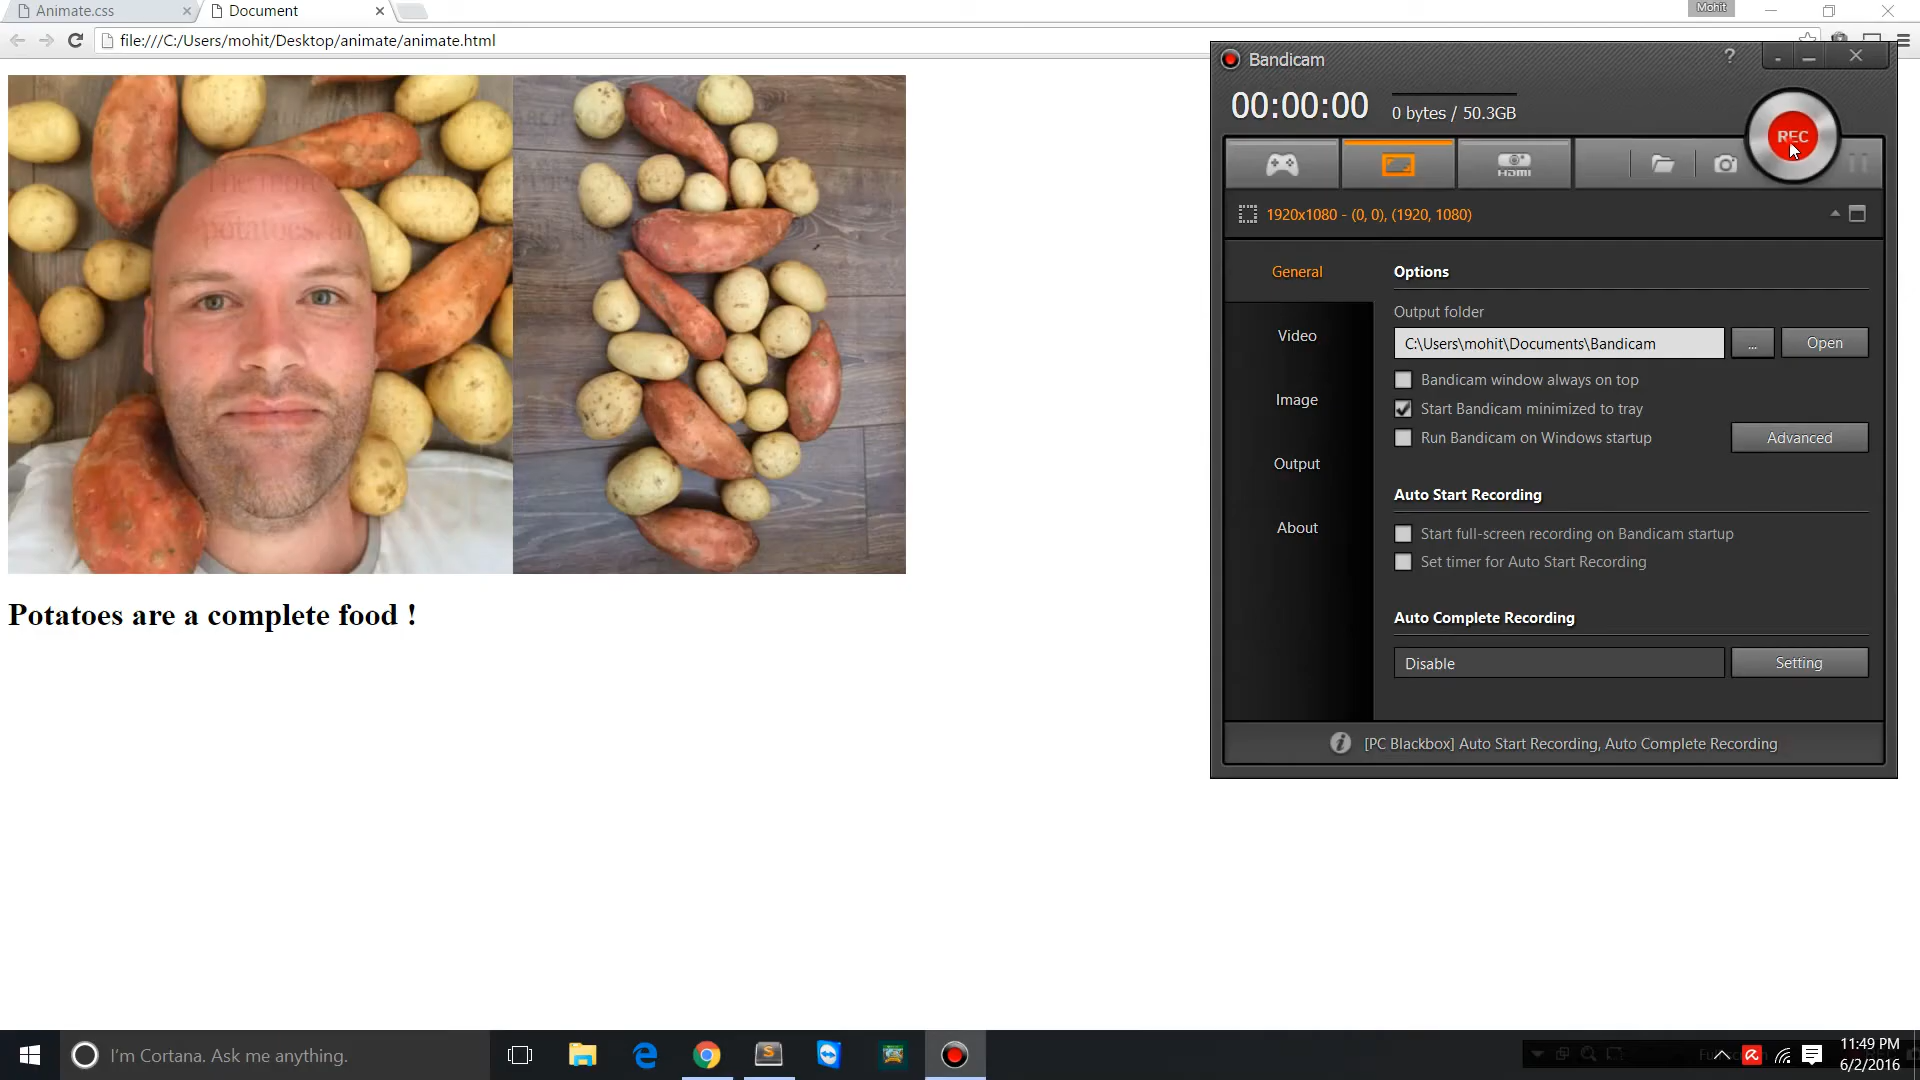 Animate.css
Document
Mohit
file:///C:/Users/mohit/Desktop/animate/animate.html
Bandicam
?
00:00:00
0 bytes / 50.3GB
REC
HDMI
1920x1080 - (0, 0), (1920, 1080)
General
Options
Output folder
Video
C:\Users\mohit\Documents\Bandicam
...
Open
Bandicam window always on top
Image
Start Bandicam minimized to tray
Run Bandicam on Windows startup
Advanced
Output
Auto Start Recording
About
Start full-screen recording on Bandicam startup
Set timer for Auto Start Recording
Potatoes are a complete food !
Auto Complete Recording
Disable
Setting
[PC Blackbox] Auto Start Recording, Auto Complete Recording
I'm Cortana. Ask me anything.
11:49 PM
6/2/2016